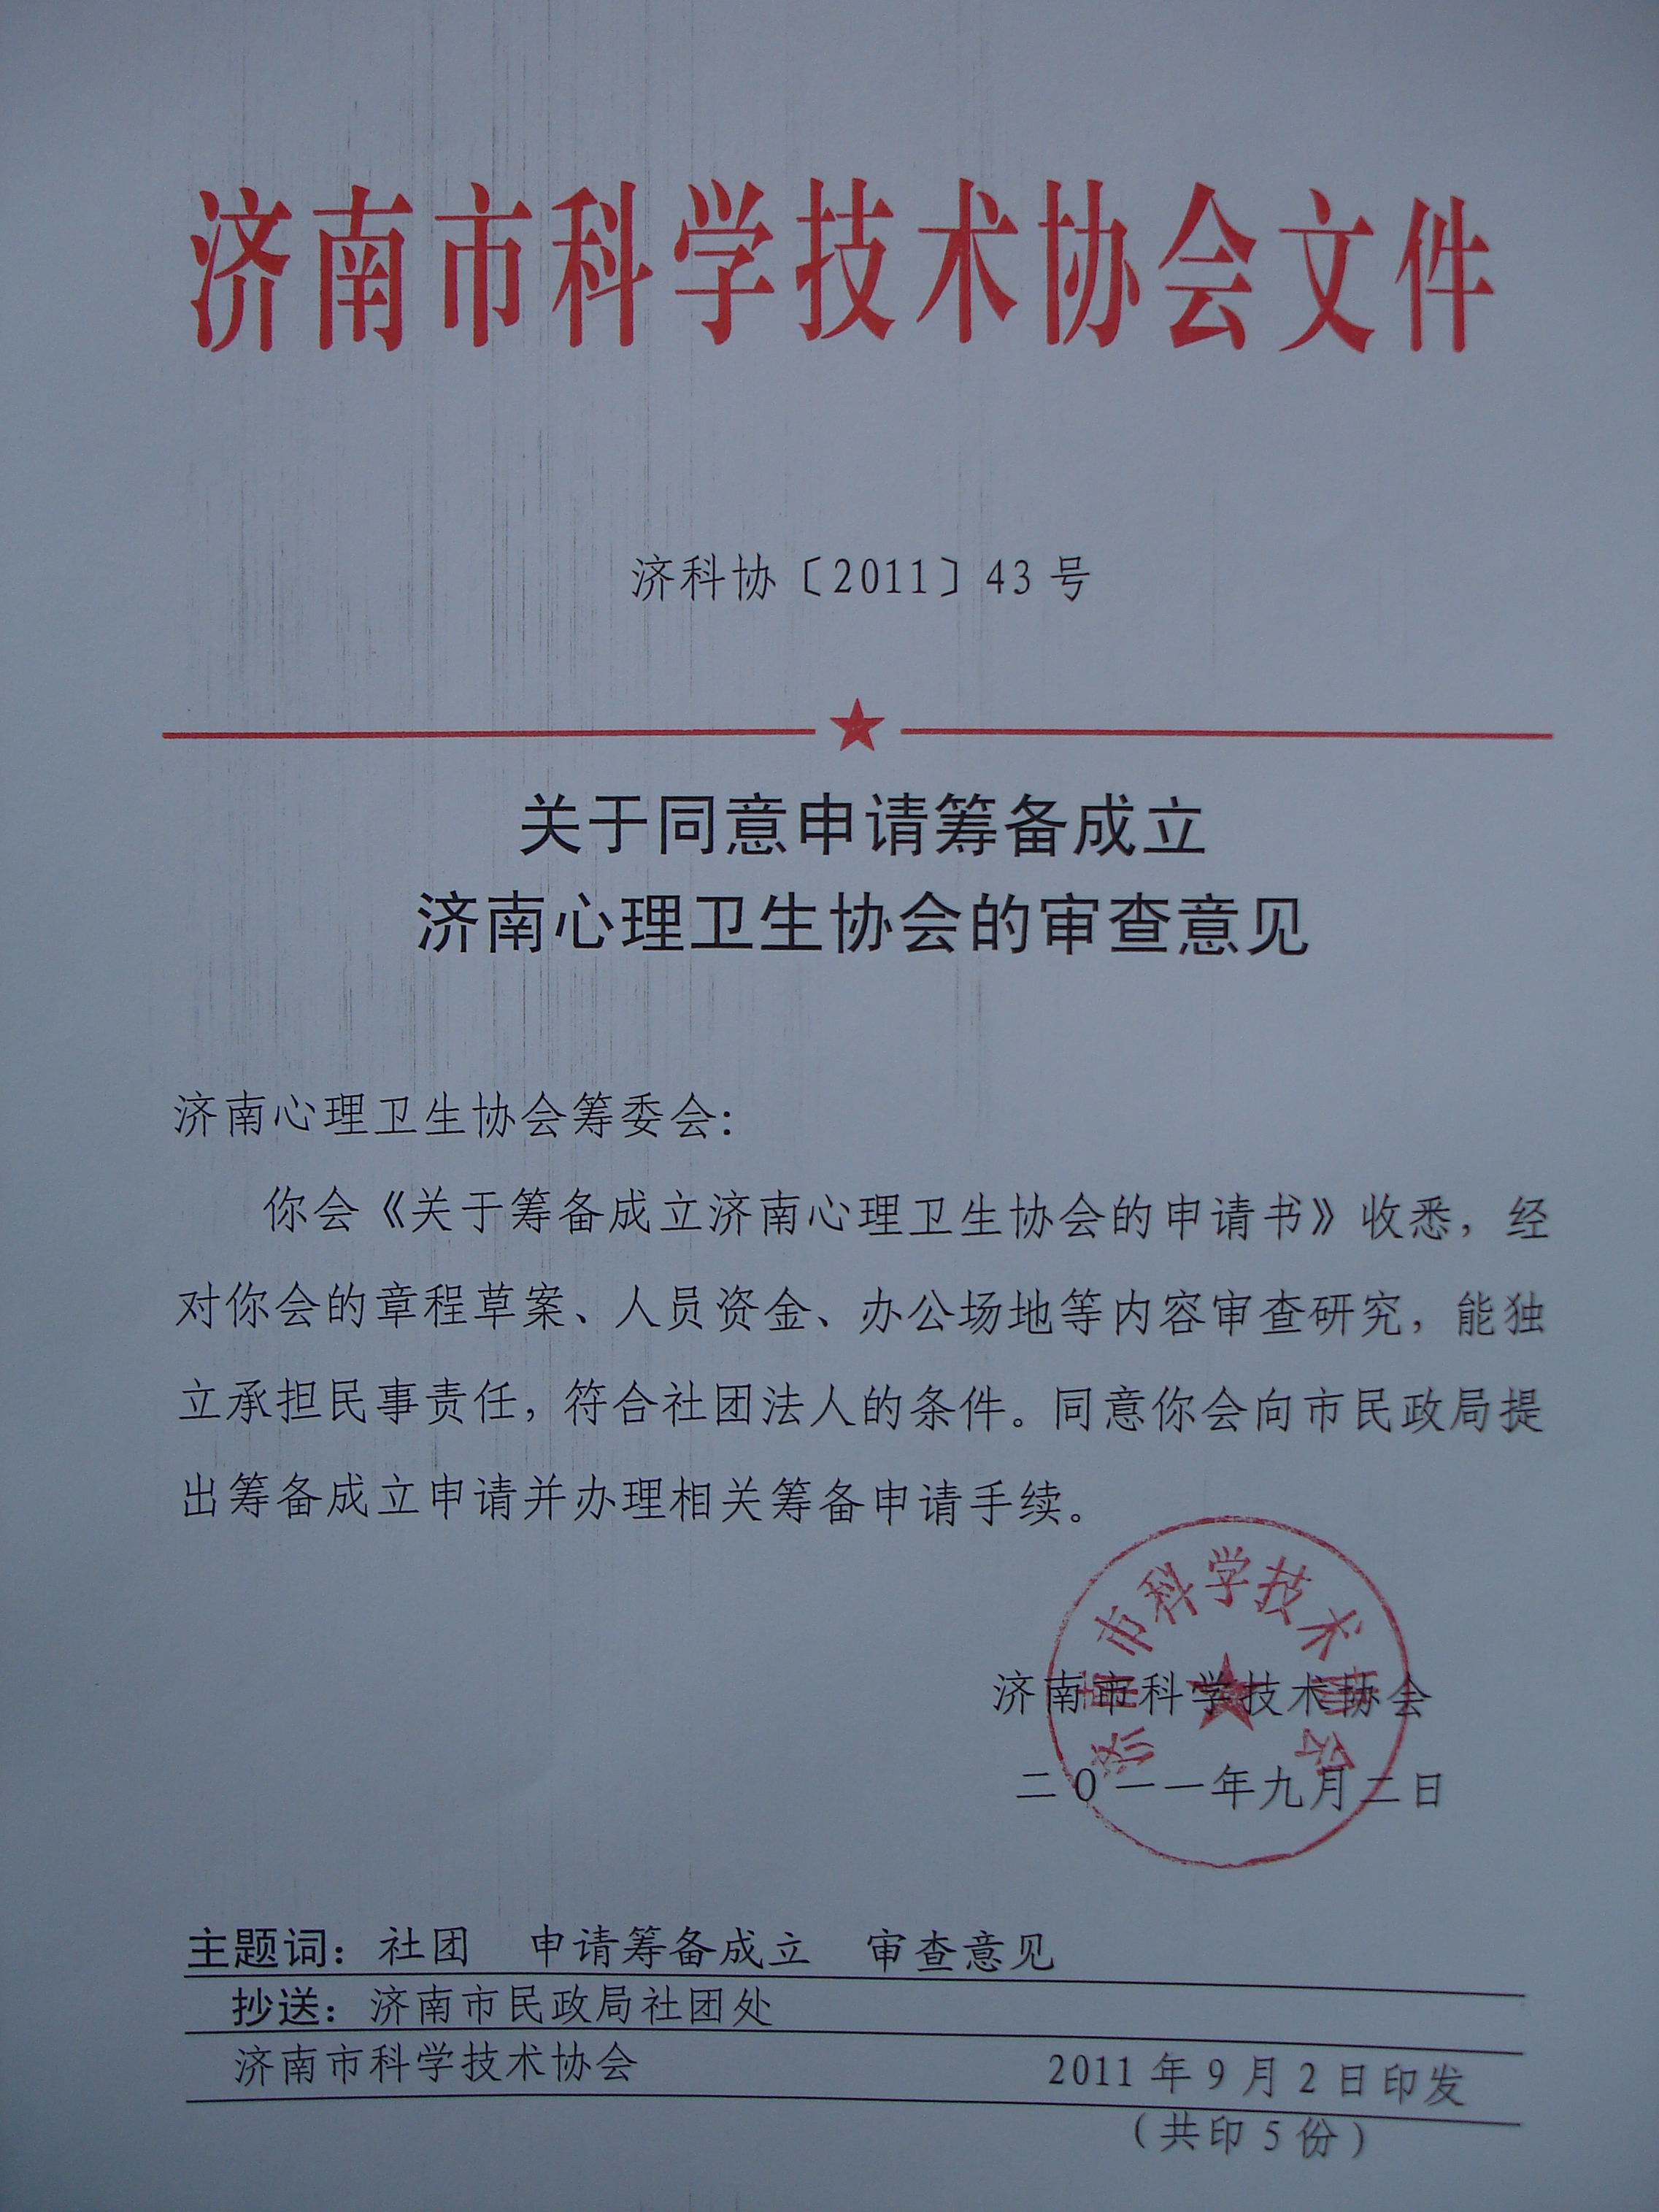 济南市科学技术协会文件
济科协〔2011〕43 号
关于同意申请筹备成立
济南心理卫生协会的审查意见
济南心理卫生协会筹委会：
你会《关于筹备成立济南心理卫生协会的申请书》收悉，经
对你会的章程草案、人员资金、办公场地等内容审查研究，能独
立承担民事责任，符合社团法人的条件。同意你会向市民政局提
出筹备成立申请并办理相关筹备申请手续。
济南市科学技术协会
济南市科学技术协会
二〇一一年九月二日
主题词：社团 申请筹备成立 审查意见
抄送：济南市民政局社团处
济南市科学技术协会 2011 年 9 月 2 日印发
（共印 5 份）